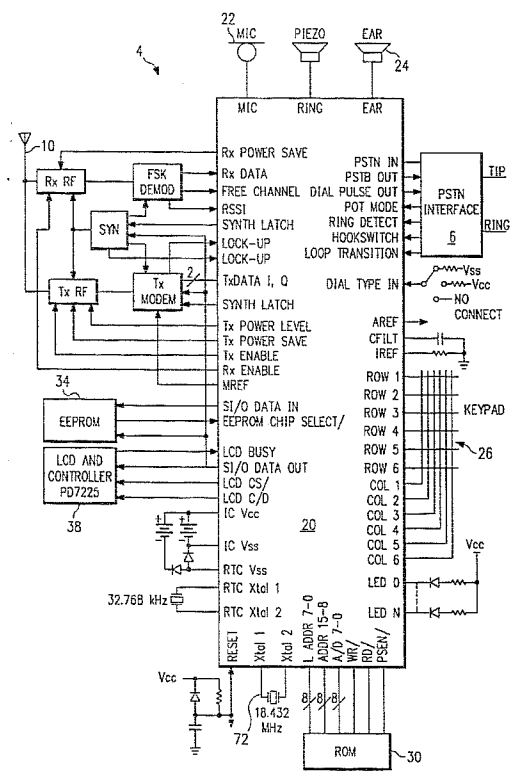 22
MIC
PIEZO
EAR
24
4
MIC
RING
EAR
10
Rx RF
FSK
DEMOD
SYN
Tx RF
Tx
MODEM
2
Rx POWER SAVE
Rx DATA
FREE CHANNEL
RSSI
SYNTH LATCH
LOCK-UP
LOCK-UP
TxDATA I, Q
SYNTH LATCH
Tx POWER LEVEL
Tx POWER SAVE
Tx ENABLE
Rx ENABLE
MREF
34
EEPROM
SI/O DATA IN
EEPROM CHIP SELECT/
LCD AND
CONTROLLER
PD7225
38
LCD BUSY
SI/O DATA OUT
LCD CS/
LCD C/D
IC Vcc
IC Vss
RTC Vss
RTC Xtal 1
RTC Xtal 2
32.768 kHz
20
PSTN IN
PSTB OUT
DIAL PULSE OUT
POT MODE
RING DETECT
HOOKSWITCH
LOOP TRANSITION
PSTN
INTERFACE
6
TIP
RING
DIAL TYPE IN
Vss
Vcc
NO
CONNECT
AREF
CFILT
IREF
ROW 1
ROW 2
ROW 3
ROW 4
ROW 5
ROW 6
KEYPAD
26
COL 1
COL 2
COL 3
COL 4
COL 5
COL 6
Vcc
LED 0
LED N
RESET
Xtal 1
Xtal 2
L ADDR 7-0
ADDR 15-8
A/D 7-0
WR/
RD/
PSEN/
Vcc
72
18.432
MHz
8
8
8
ROM
30